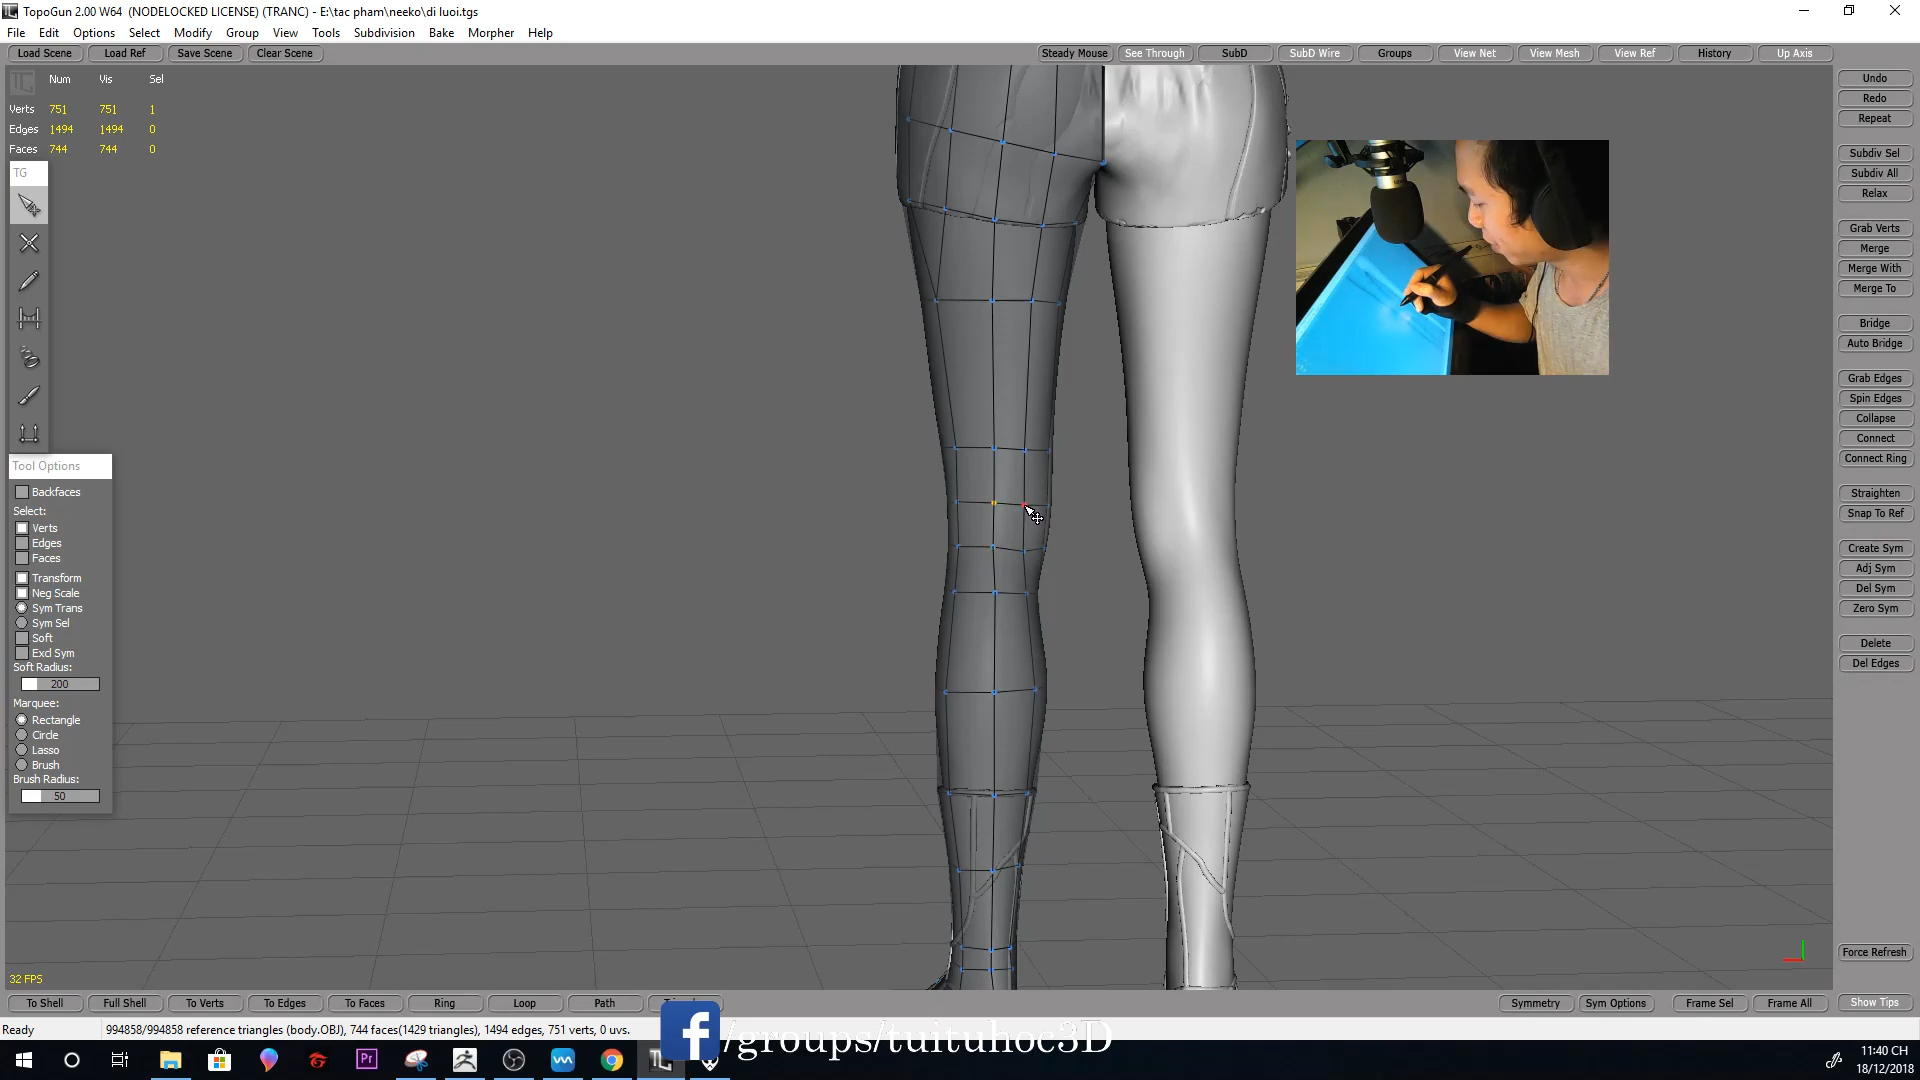 TopoGun 2.00 W64 (NODELOCKED LICENSE) (TRANC) - E:\tac pham\neeko\di luoi.tgs
File Edit Options Select Modify Group View Tools Subdivision Bake Morpher Help
Load Scene Load Ref Save Scene Clear Scene Steady Mouse See Through SubD SubD Wire Groups View Net View Mesh View Ref History Up Axis
Num Vis Sel
Verts 751 751 1
Edges 1494 1494 0
Faces 744 744 0
TG
Tool Options
Backfaces
Select:
Verts
Edges
Faces
Transform
Neg Scale
Sym Trans
Sym Sel
Soft
Excl Sym
Soft Radius:
200
Marquee:
Rectangle
Circle
Lasso
Brush
Brush Radius:
50
32 FPS
Undo
Redo
Repeat
Subdiv Sel
Subdiv All
Relax
Grab Verts
Merge
Merge With
Merge To
Bridge
Auto Bridge
Grab Edges
Spin Edges
Collapse
Connect
Connect Ring
Straighten
Snap To Ref
Create Sym
Adj Sym
Del Sym
Zero Sym
Delete
Del Edges
Force Refresh
Show Tips
To Shell Full Shell To Verts To Edges To Faces Ring Loop Path Symmetry Sym Options Frame Sel Frame All
Ready 994858/994858 reference triangles (body.OBJ), 744 faces(1429 triangles), 1494 edges, 751 verts, 0 uvs.
/groups/tuituhoc3D
11:40 CH
18/12/2018